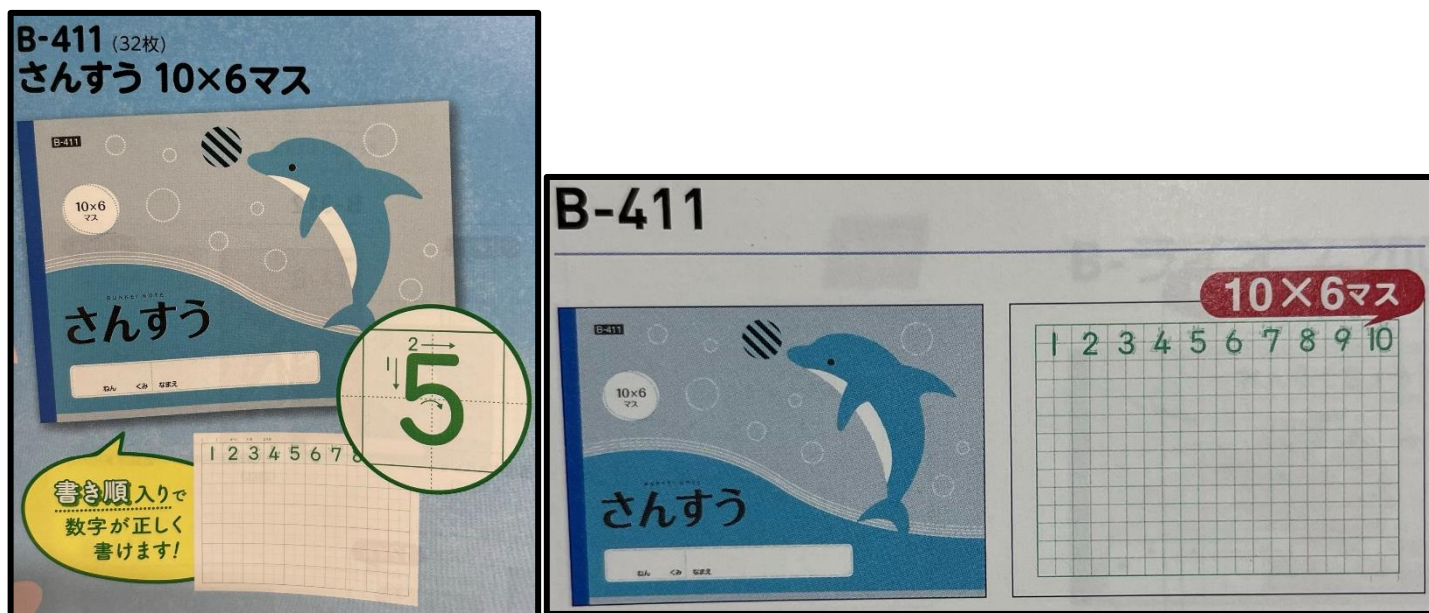 B-411 (32枚)
さんすう 10×6マス
B-411
10×6
マス
BUNKEI NOTE
さんすう
ねん くみ なまえ
2
1
5
書き順入りで
数字が正しく
書けます!
1 2 3 4 5 6 7 8
B-411
10×6マス
B-411
10×6
マス
BUNKEI NOTE
さんすう
ねん くみ なまえ
1 2 3 4 5 6 7 8 9 10